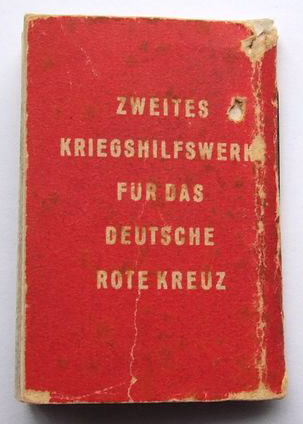 ZWEITES
KRIEGSHILFSWERK
FÜR DAS
DEUTSCHE
ROTE KREUZ